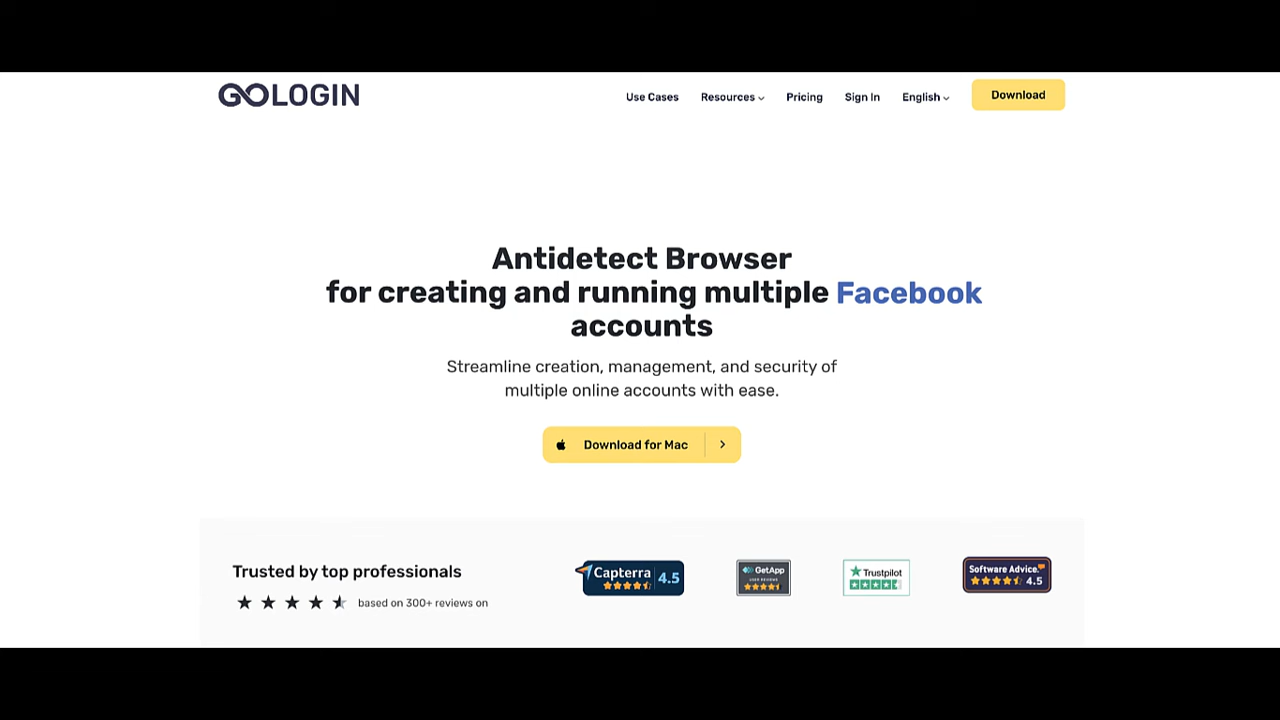 GOLOGIN
Use Cases Resources Pricing Sign In English Download
Antidetect Browser
for creating and running multiple Facebook
accounts
Streamline creation, management, and security of
multiple online accounts with ease.
Download for Mac
Trusted by top professionals
based on 300+ reviews on
Capterra 4.5
GetApp
USER REVIEWS
Trustpilot
Software Advice
4.5